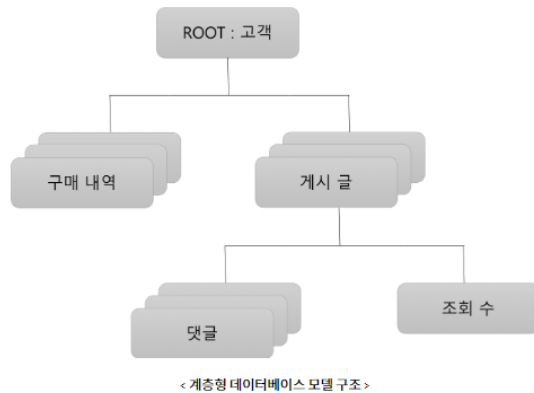 ROOT : 고객
구매 내역
게시 글
댓글
조회 수
< 계층형 데이터베이스 모델 구조 >